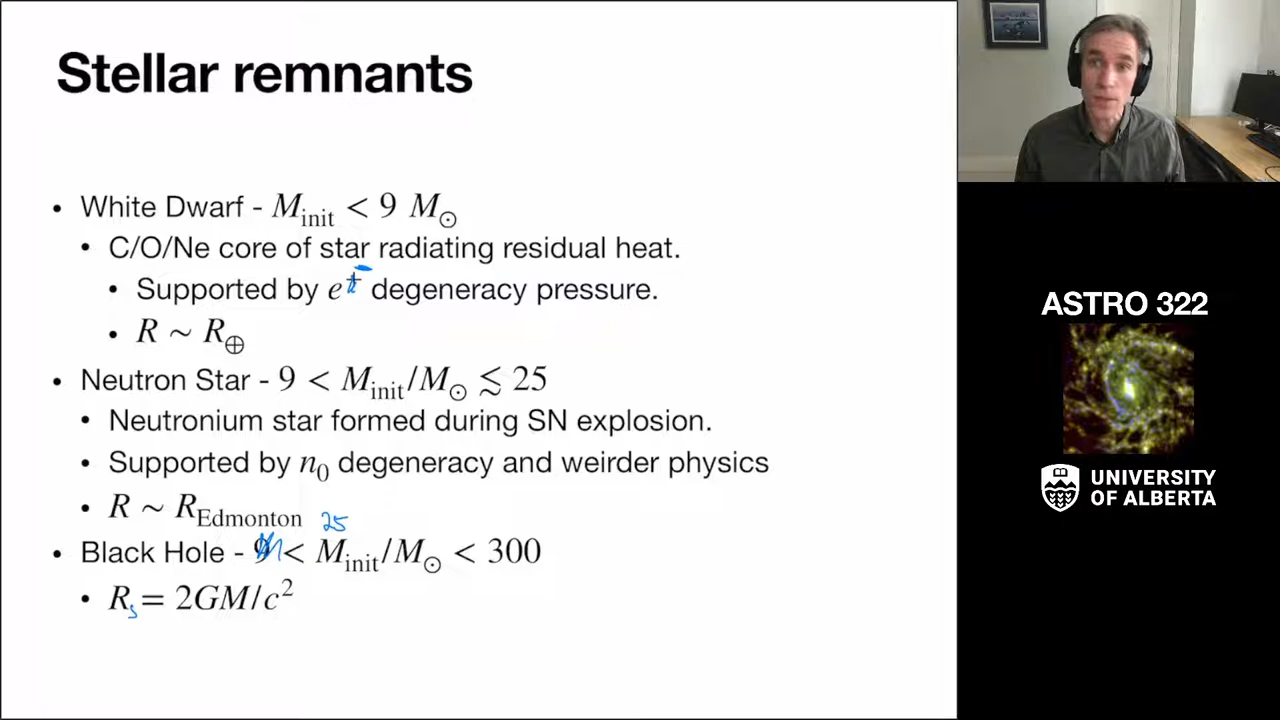 Stellar remnants
• White Dwarf - M_init < 9 M_⊙
• C/O/Ne core of star radiating residual heat.
• Supported by e^- degeneracy pressure.
• R ~ R_⊕
• Neutron Star - 9 < M_init/M_⊙ ≲ 25
• Neutronium star formed during SN explosion.
• Supported by n_0 degeneracy and weirder physics
• R ~ R_Edmonton
25
• Black Hole - 9 < M_init/M_⊙ < 300
• R_s = 2GM/c^2
ASTRO 322
UNIVERSITY
OF ALBERTA